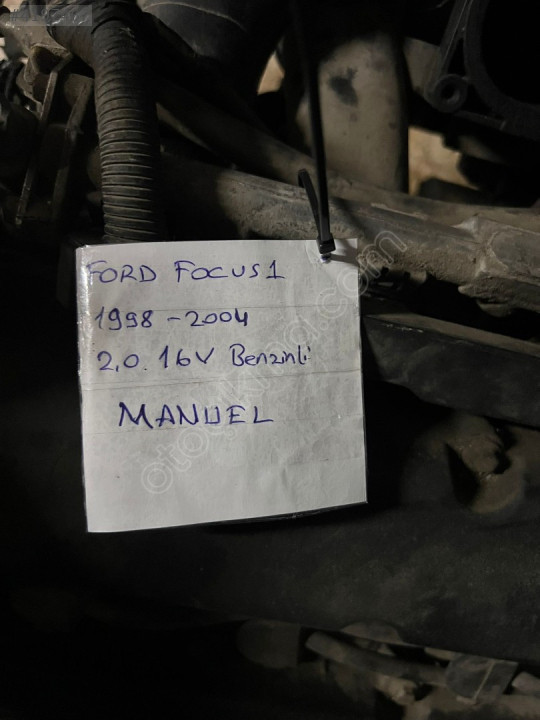 FORD FOCUS1
1998-2004
2.0.16V Benzinli
MANUEL